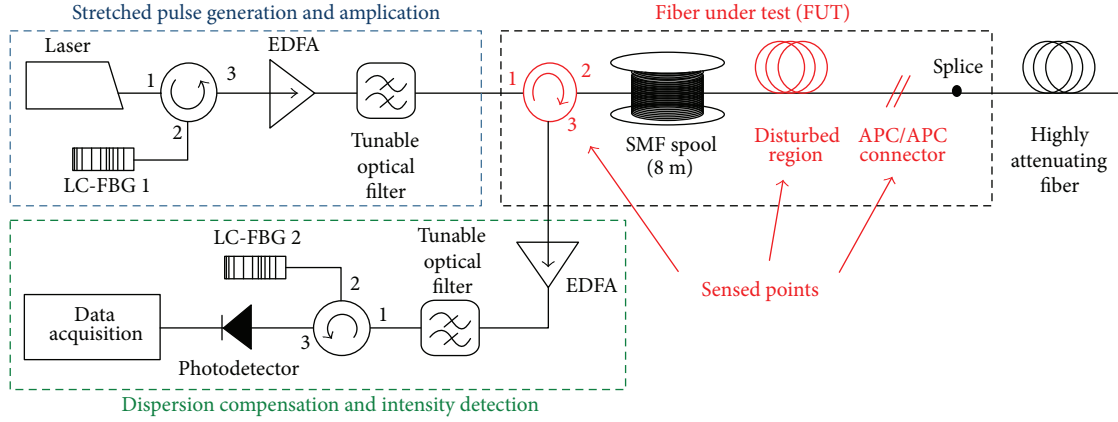 Stretched pulse generation and amplication
Fiber under test (FUT)
Laser
EDFA
1
3
2
LC-FBG 1
Tunable
optical
filter
1
2
3
SMF spool
(8 m)
Disturbed
region
APC/APC
connector
Splice
Highly
attenuating
fiber
Sensed points
LC-FBG 2
Tunable
optical
filter
EDFA
2
1
3
Data
acquisition
Photodetector
Dispersion compensation and intensity detection